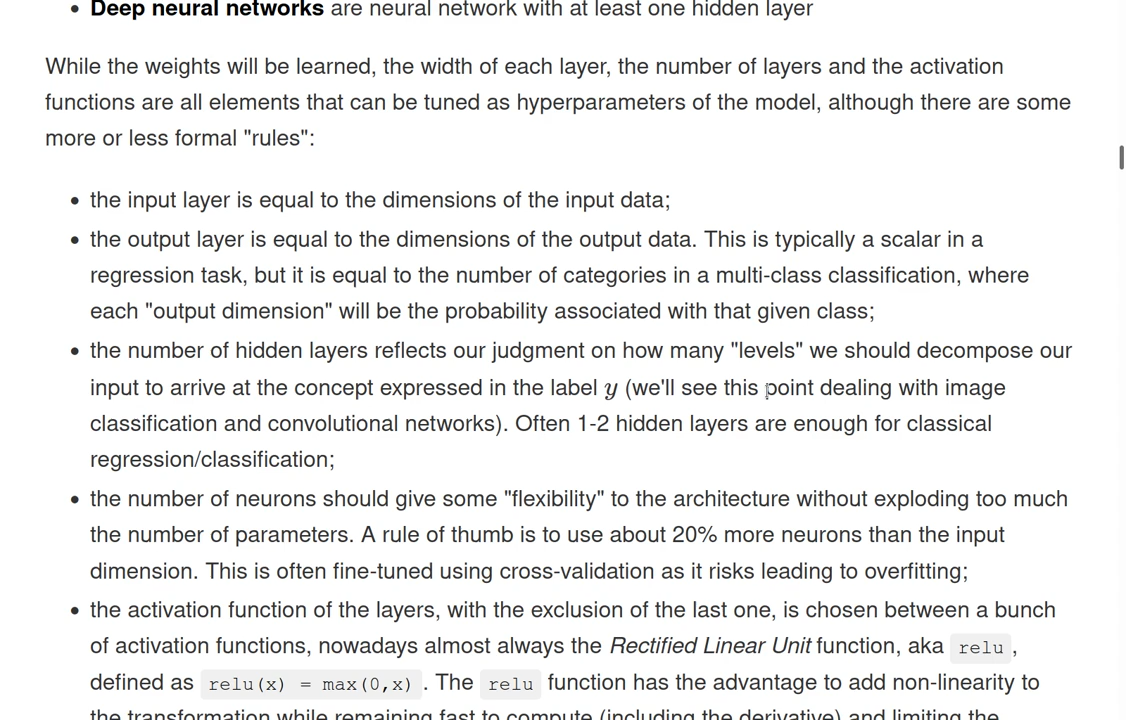 • Deep neural networks are neural network with at least one hidden layer
While the weights will be learned, the width of each layer, the number of layers and the activation
functions are all elements that can be tuned as hyperparameters of the model, although there are some
more or less formal "rules":
• the input layer is equal to the dimensions of the input data;
• the output layer is equal to the dimensions of the output data. This is typically a scalar in a
regression task, but it is equal to the number of categories in a multi-class classification, where
each "output dimension" will be the probability associated with that given class;
• the number of hidden layers reflects our judgment on how many "levels" we should decompose our
input to arrive at the concept expressed in the label y (we'll see this point dealing with image
classification and convolutional networks). Often 1-2 hidden layers are enough for classical
regression/classification;
• the number of neurons should give some "flexibility" to the architecture without exploding too much
the number of parameters. A rule of thumb is to use about 20% more neurons than the input
dimension. This is often fine-tuned using cross-validation as it risks leading to overfitting;
• the activation function of the layers, with the exclusion of the last one, is chosen between a bunch
of activation functions, nowadays almost always the Rectified Linear Unit function, aka relu,
defined as relu(x) = max(0,x). The relu function has the advantage to add non-linearity to
the transformation while remaining fast to compute (including the derivative) and limiting the